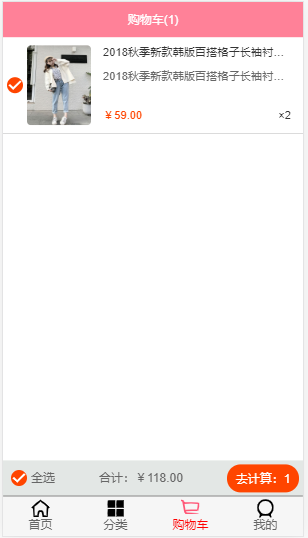 购物车(1)
2018秋季新款韩版百搭格子长袖衬...
2018秋季新款韩版百搭格子长袖衬...
￥59.00 ×2
全选 合计：￥118.00 去计算：1
首页 分类 购物车 我的